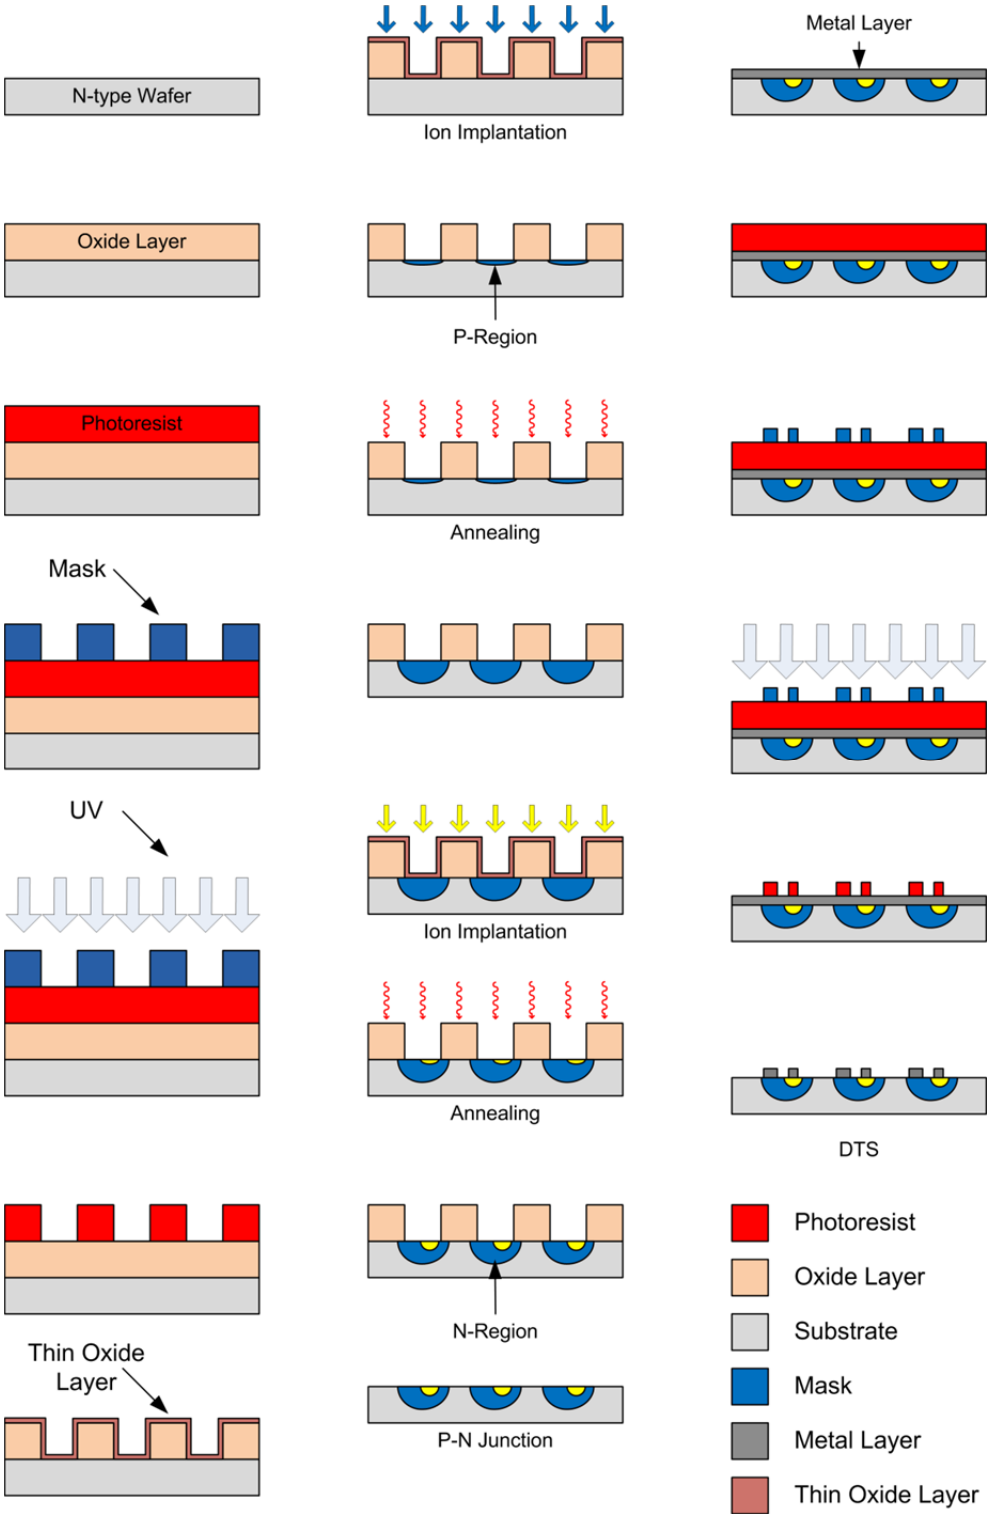 N-type Wafer
Oxide Layer
Photoresist
Mask
UV
Thin Oxide
Layer
Ion Implantation
P-Region
Annealing
Ion Implantation
Annealing
N-Region
P-N Junction
Metal Layer
DTS
Photoresist
Oxide Layer
Substrate
Mask
Metal Layer
Thin Oxide Layer